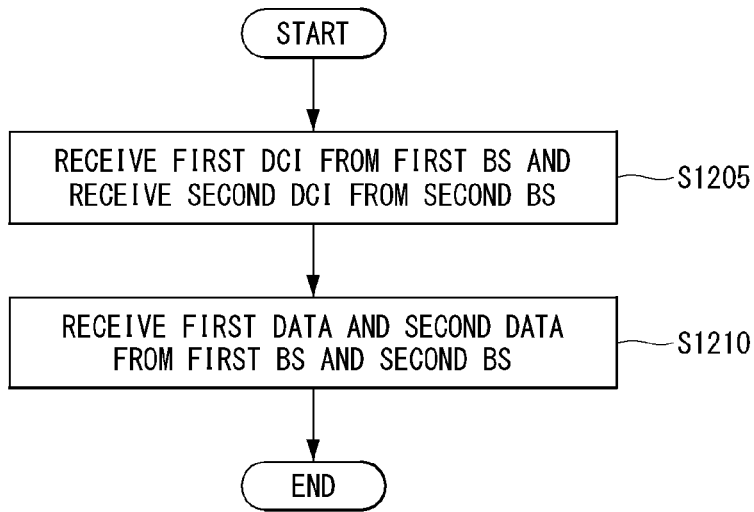 START
RECEIVE FIRST DCI FROM FIRST BS AND
RECEIVE SECOND DCI FROM SECOND BS
S1205
RECEIVE FIRST DATA AND SECOND DATA
FROM FIRST BS AND SECOND BS
S1210
END